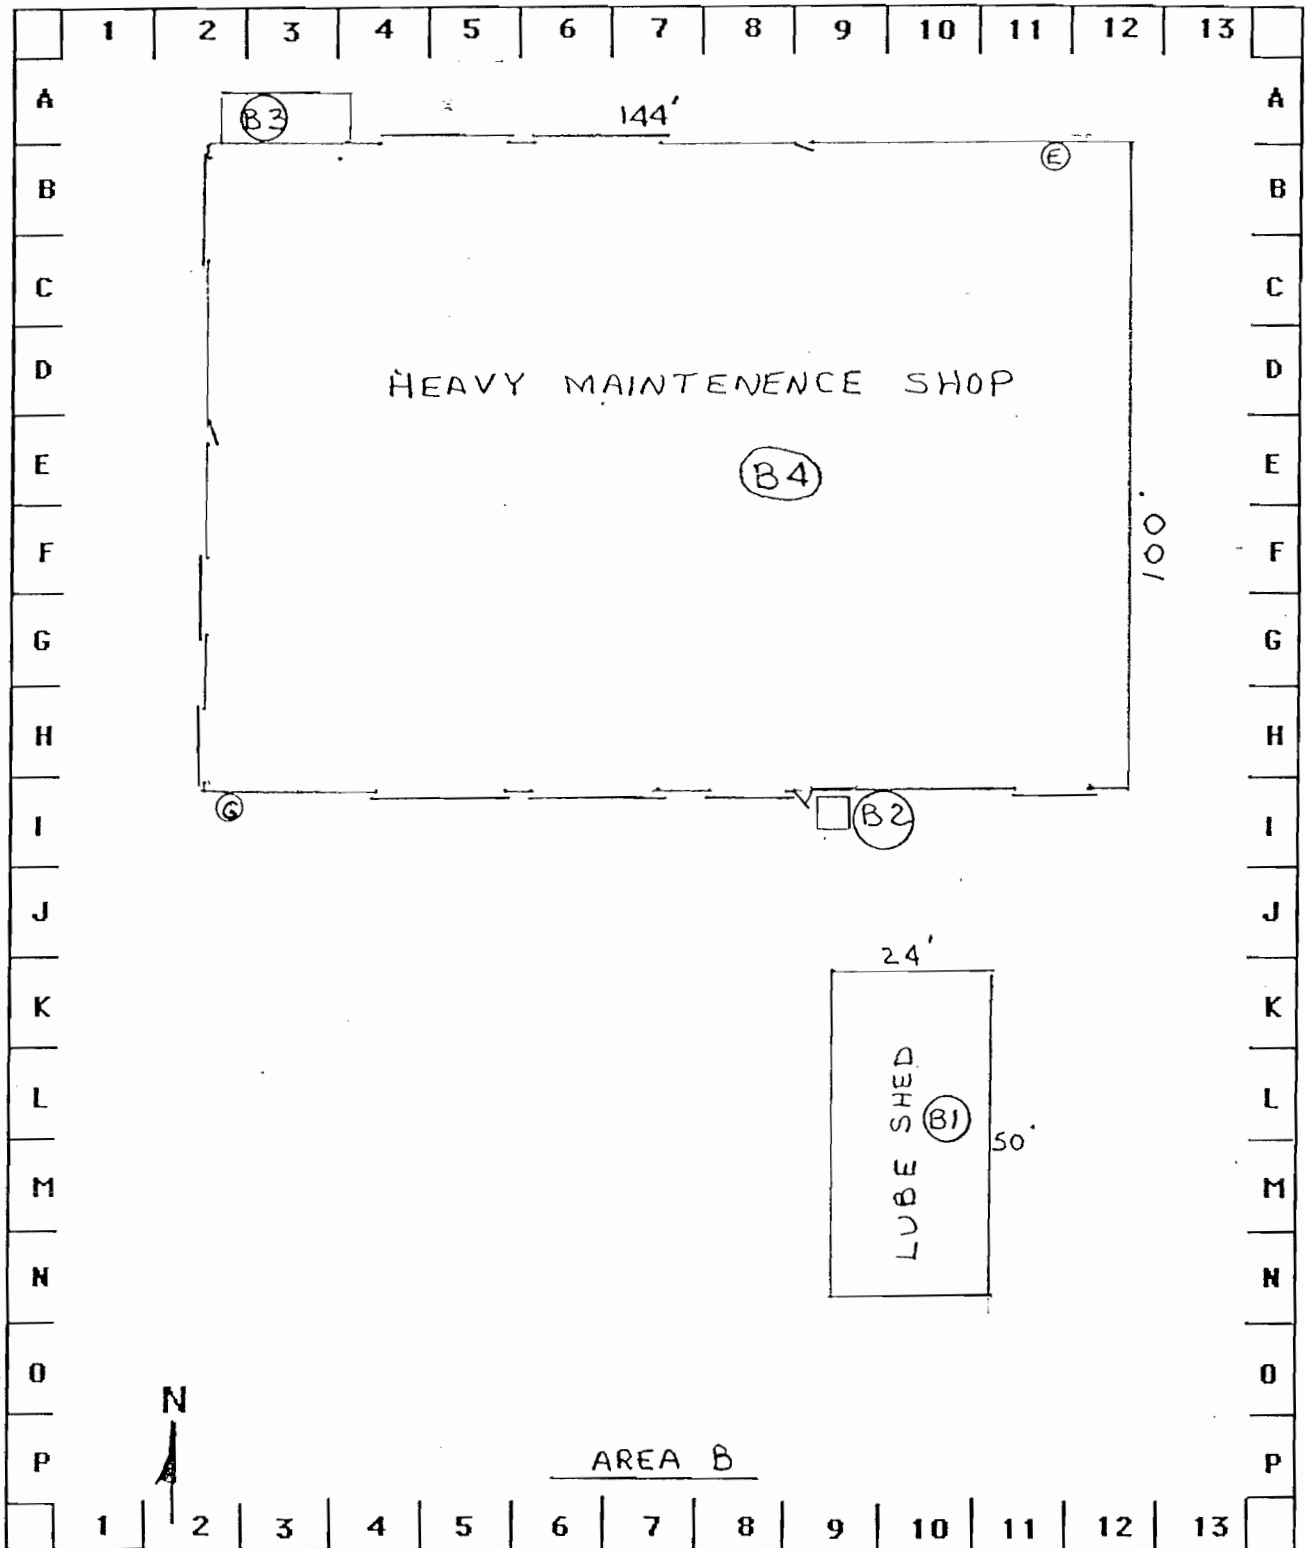 1 2 3 4 5 6 7 8 9 10 11 12 13
A A
B3 144'
E
B B
C C
D HEAVY MAINTENENCE SHOP D
E B4 E
F 100' F
G G
H H
I G B2 I
J J
24'
K K
L LUBE SHED B1 L
50'
M M
N N
O O
N
P AREA B P
1 2 3 4 5 6 7 8 9 10 11 12 13